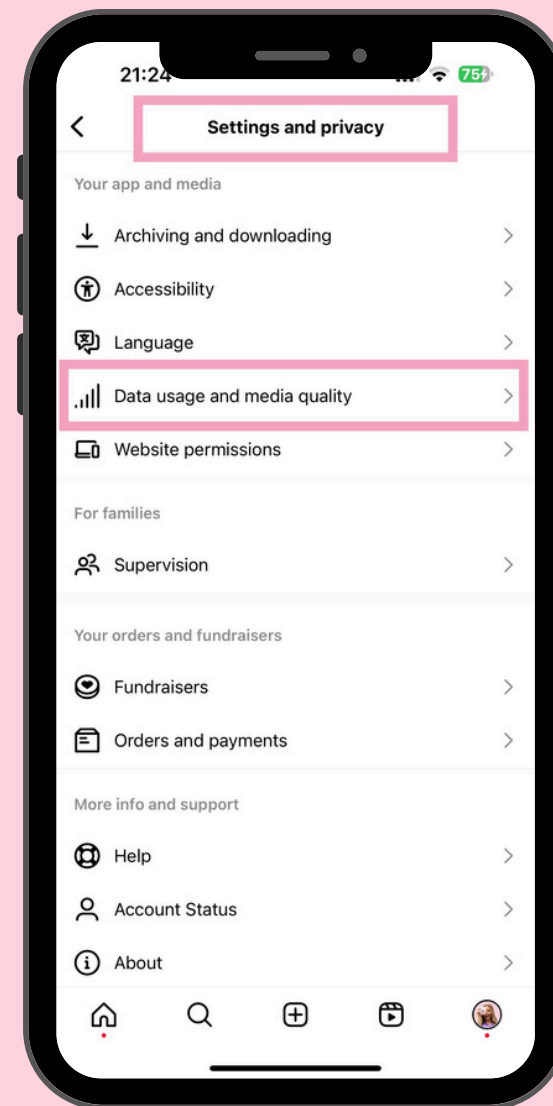 21:24
75
Settings and privacy
Your app and media
Archiving and downloading
Accessibility
Language
Data usage and media quality
Website permissions
For families
Supervision
Your orders and fundraisers
Fundraisers
Orders and payments
More info and support
Help
Account Status
About